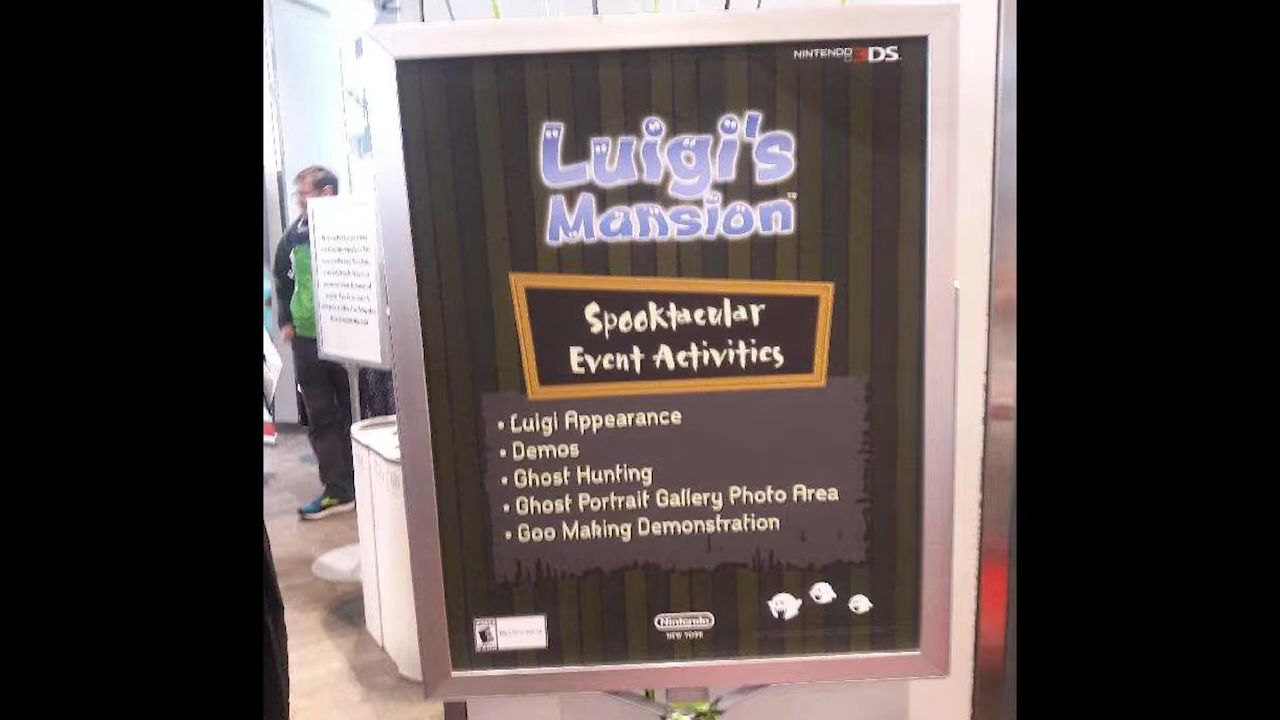 NINTENDO 3DS
Luigi's
Mansion™
Spooktacular
Event Activities
• Luigi Appearance
• Demos
• Ghost Hunting
• Ghost Portrait Gallery Photo Area
• Goo Making Demonstration
Nintendo
NEW YORK